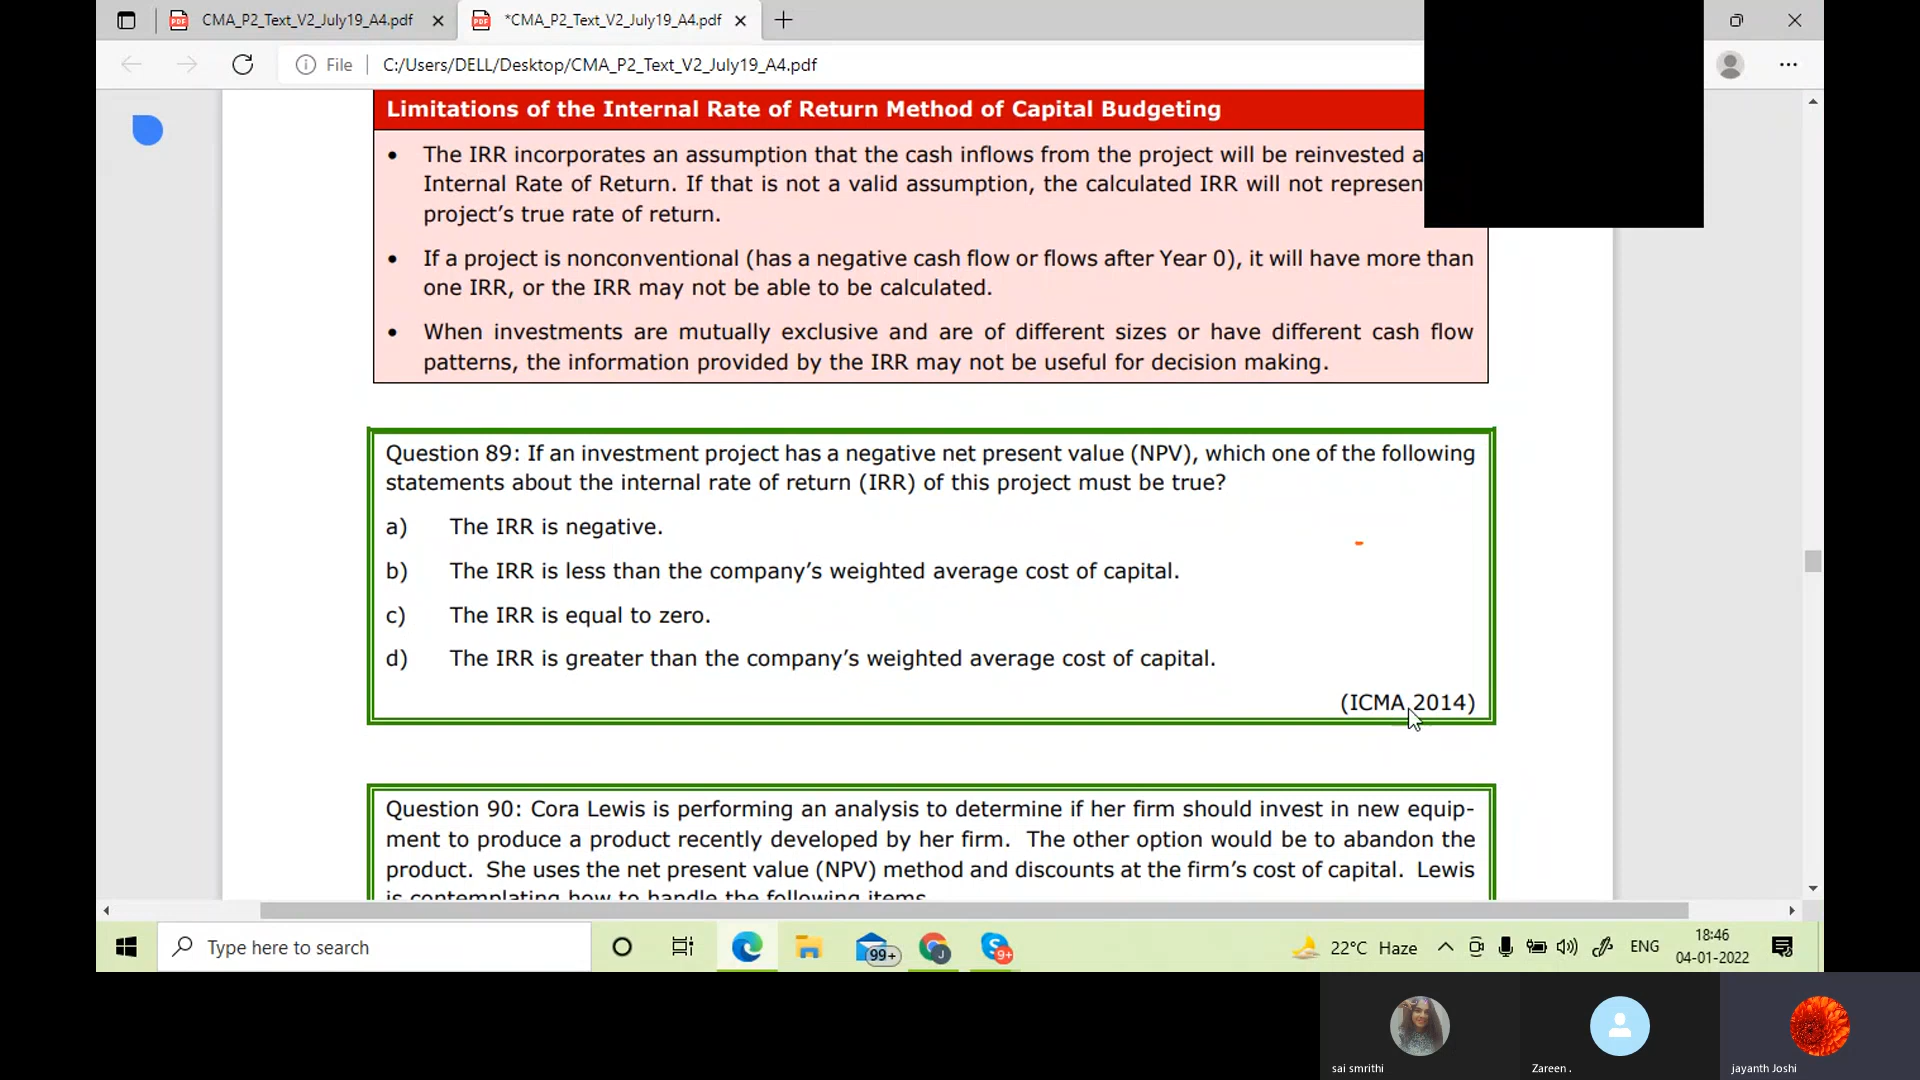 CMA_P2_Text_V2_July19_A4.pdf
*CMA_P2_Text_V2_July19_A4.pdf
File
C:/Users/DELL/Desktop/CMA_P2_Text_V2_July19_A4.pdf
Limitations of the Internal Rate of Return Method of Capital Budgeting
• The IRR incorporates an assumption that the cash inflows from the project will be reinvested a
Internal Rate of Return. If that is not a valid assumption, the calculated IRR will not represen
project’s true rate of return.
• If a project is nonconventional (has a negative cash flow or flows after Year 0), it will have more than
one IRR, or the IRR may not be able to be calculated.
• When investments are mutually exclusive and are of different sizes or have different cash flow
patterns, the information provided by the IRR may not be useful for decision making.
Question 89: If an investment project has a negative net present value (NPV), which one of the following
statements about the internal rate of return (IRR) of this project must be true?
a) The IRR is negative.
b) The IRR is less than the company’s weighted average cost of capital.
c) The IRR is equal to zero.
d) The IRR is greater than the company’s weighted average cost of capital.
(ICMA 2014)
Question 90: Cora Lewis is performing an analysis to determine if her firm should invest in new equip-
ment to produce a product recently developed by her firm. The other option would be to abandon the
product. She uses the net present value (NPV) method and discounts at the firm’s cost of capital. Lewis
is contemplating how to handle the following items
Type here to search
99+
J
9+
22°C Haze
ENG
18:46
04-01-2022
sai smrithi
Zareen .
jayanth Joshi